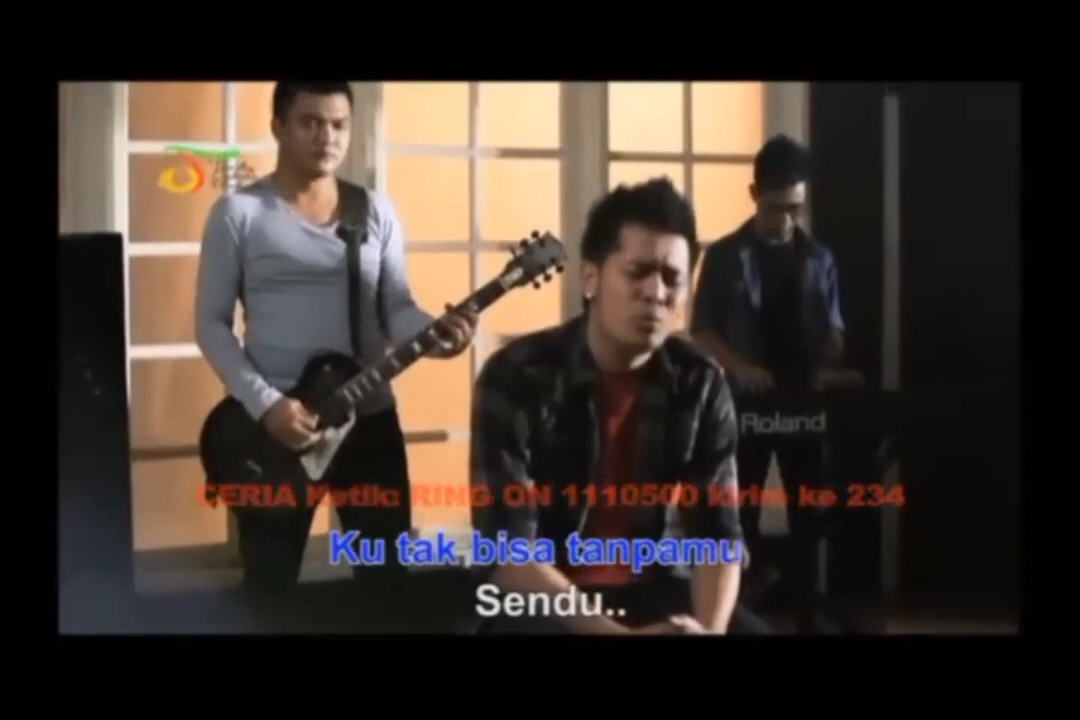 Roland
CERIA Ketik: RING ON 1110500 kirim ke 234
Ku tak bisa tanpamu
Sendu..